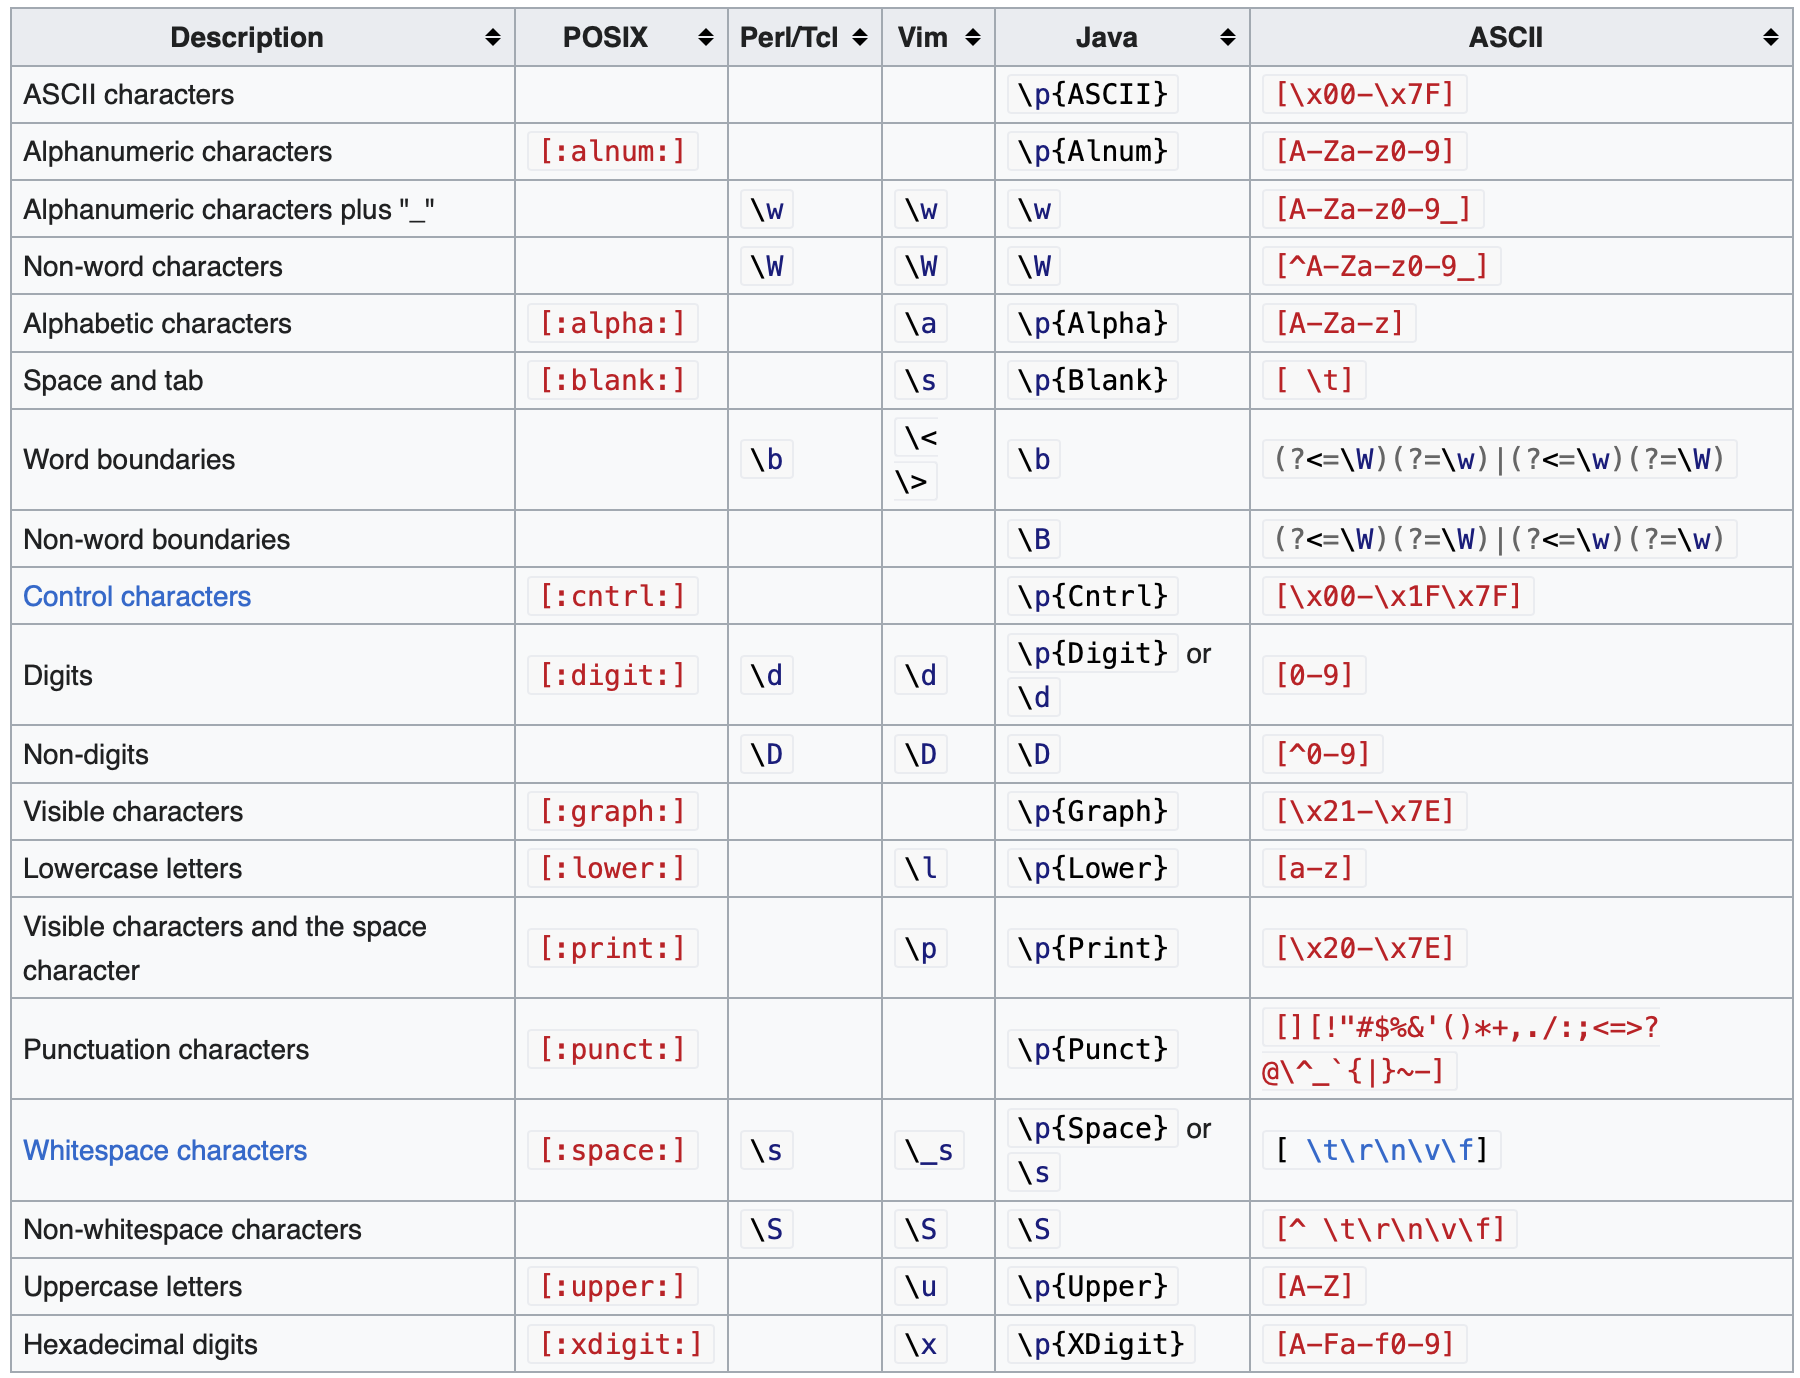 Description POSIX Perl/Tcl Vim Java ASCII
ASCII characters \p{ASCII} [\x00-\x7F]
Alphanumeric characters [:alnum:] \p{Alnum} [A-Za-z0-9]
Alphanumeric characters plus "_" \w \w \w [A-Za-z0-9_]
Non-word characters \W \W \W [^A-Za-z0-9_]
Alphabetic characters [:alpha:] \a \p{Alpha} [A-Za-z]
Space and tab [:blank:] \s \p{Blank} [ \t]
Word boundaries \b \< \> \b (?<=\W)(?=\w)|(?<=\w)(?=\W)
Non-word boundaries \B (?<=\W)(?=\W)|(?<=\w)(?=\w)
Control characters [:cntrl:] \p{Cntrl} [\x00-\x1F\x7F]
Digits [:digit:] \d \d \p{Digit} or \d [0-9]
Non-digits \D \D \D [^0-9]
Visible characters [:graph:] \p{Graph} [\x21-\x7E]
Lowercase letters [:lower:] \l \p{Lower} [a-z]
Visible characters and the space character [:print:] \p \p{Print} [\x20-\x7E]
Punctuation characters [:punct:] \p{Punct} [][!"#$%&'()*+,./:;<=>?@\^_`{|}~-]
Whitespace characters [:space:] \s \_s \p{Space} or \s [ \t\r\n\v\f]
Non-whitespace characters \S \S \S [^ \t\r\n\v\f]
Uppercase letters [:upper:] \u \p{Upper} [A-Z]
Hexadecimal digits [:xdigit:] \x \p{XDigit} [A-Fa-f0-9]